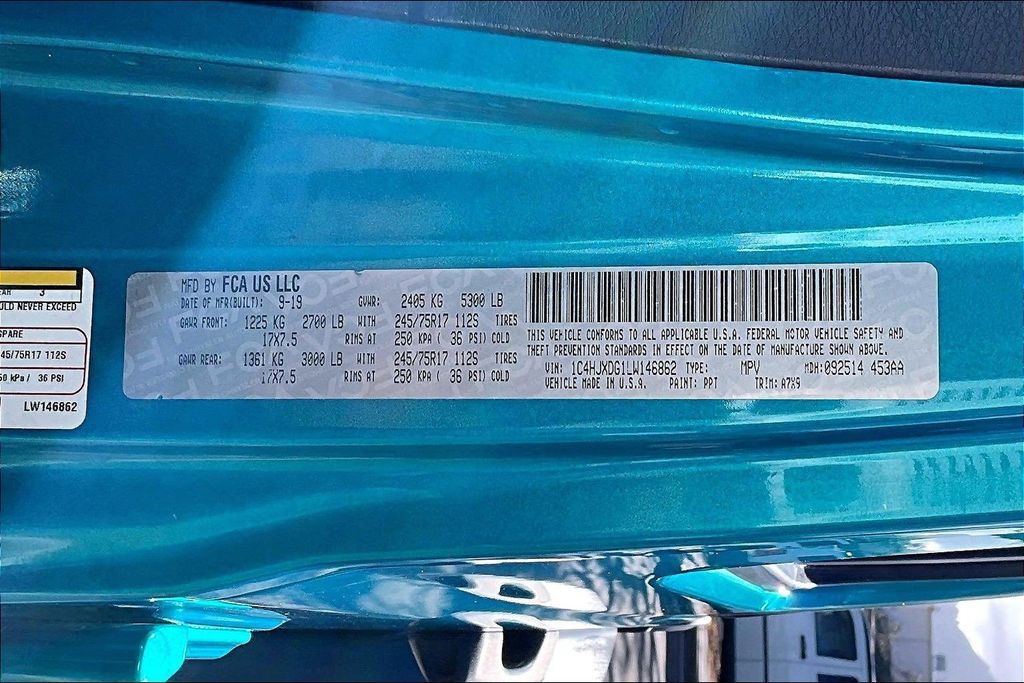 3
ULD NEVER EXCEED
SPARE
245/75R17 112S
50 kPa / 36 PSI
LW146862
MFD BY FCA US LLC
DATE OF MFR(BUILT): 9-19 GVWR: 2405 KG 5300 LB
GAWR FRONT: 1225 KG 2700 LB WITH 245/75R17 112S TIRES
17X7.5 RIMS AT 250 KPA ( 36 PSI) COLD
GAWR REAR: 1361 KG 3000 LB WITH 245/75R17 112S TIRES
17X7.5 RIMS AT 250 KPA ( 36 PSI) COLD
THIS VEHICLE CONFORMS TO ALL APPLICABLE U.S.A. FEDERAL MOTOR VEHICLE SAFETY AND
THEFT PREVENTION STANDARDS IN EFFECT ON THE DATE OF MANUFACTURE SHOWN ABOVE.
VIN: 1C4HJXDG1LW146862 TYPE: MPV MDH:092514 453AA
VEHICLE MADE IN U.S.A. PAINT: PPT TRIM: A7X9